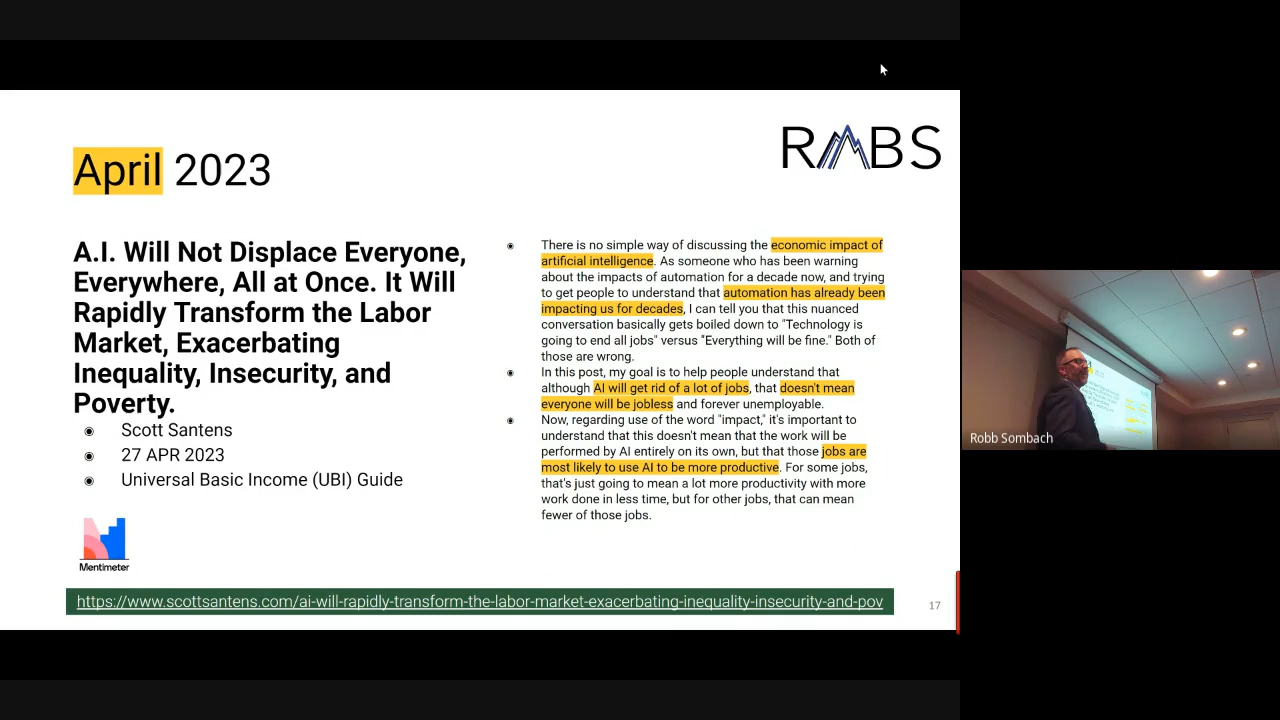 RMBS
April 2023
A.I. Will Not Displace Everyone,
Everywhere, All at Once. It Will
Rapidly Transform the Labor
Market, Exacerbating
Inequality, Insecurity, and
Poverty.
Scott Santens
27 APR 2023
Universal Basic Income (UBI) Guide
Mentimeter
There is no simple way of discussing the economic impact of
artificial intelligence. As someone who has been warning
about the impacts of automation for a decade now, and trying
to get people to understand that automation has already been
impacting us for decades, I can tell you that this nuanced
conversation basically gets boiled down to "Technology is
going to end all jobs" versus "Everything will be fine." Both of
those are wrong.
In this post, my goal is to help people understand that
although AI will get rid of a lot of jobs, that doesn't mean
everyone will be jobless and forever unemployable.
Now, regarding use of the word "impact," it's important to
understand that this doesn't mean that the work will be
performed by AI entirely on its own, but that those jobs are
most likely to use AI to be more productive. For some jobs,
that's just going to mean a lot more productivity with more
work done in less time, but for other jobs, that can mean
fewer of those jobs.
https://www.scottsantens.com/ai-will-rapidly-transform-the-labor-market-exacerbating-inequality-insecurity-and-pov
17
Robb Sombach